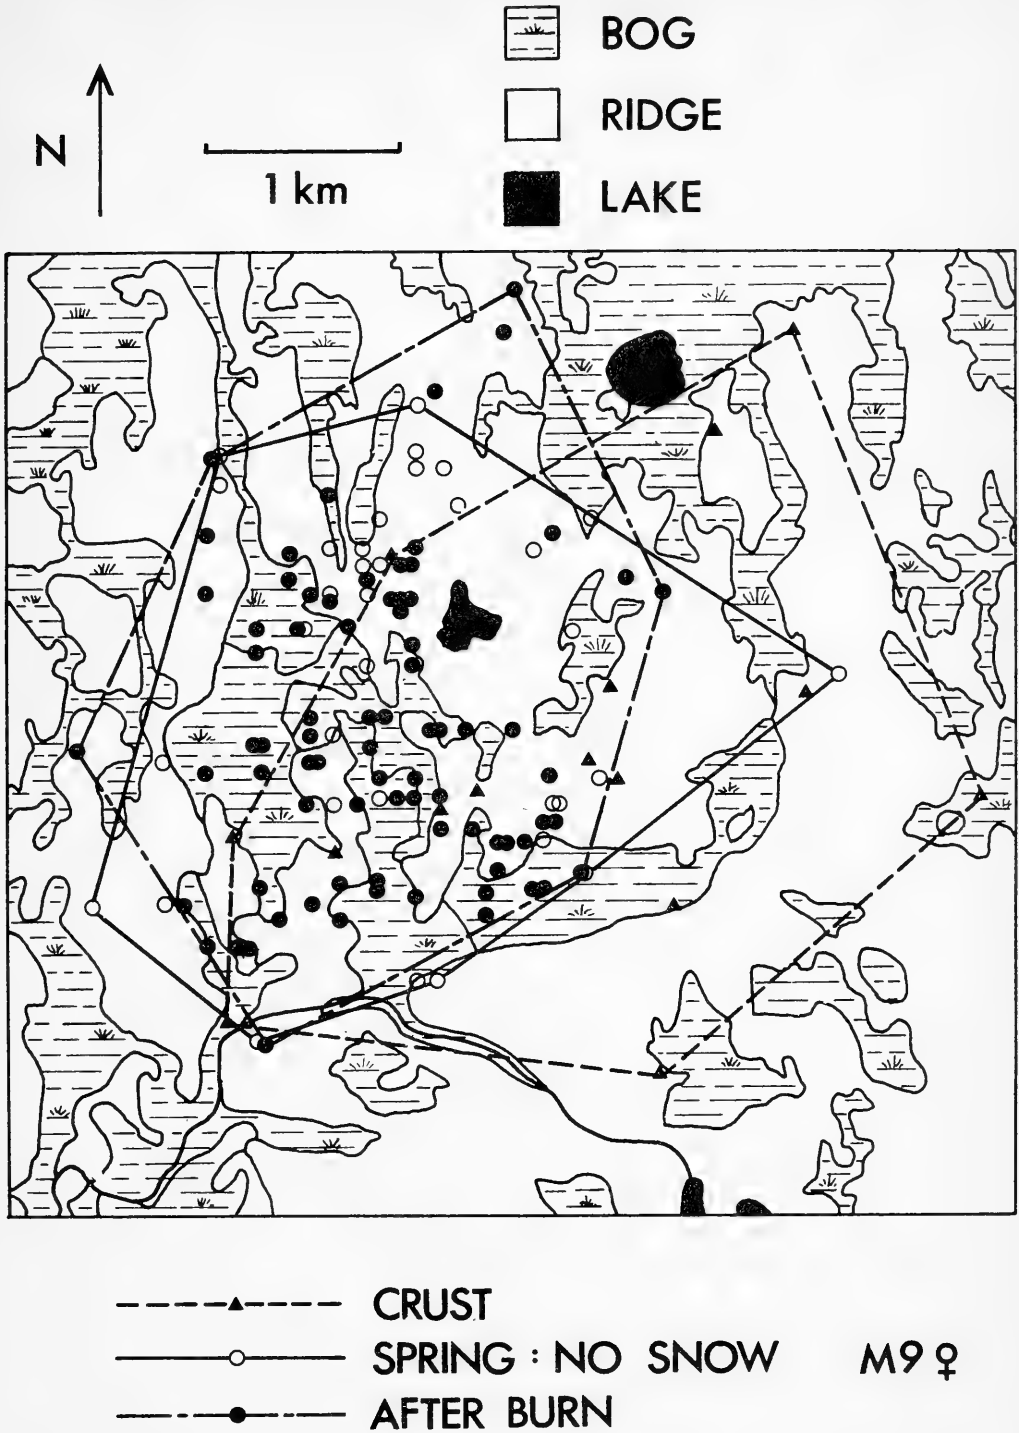 BOG
RIDGE
LAKE
N
1 km
CRUST
SPRING : NO SNOW
M9 ♀
AFTER BURN